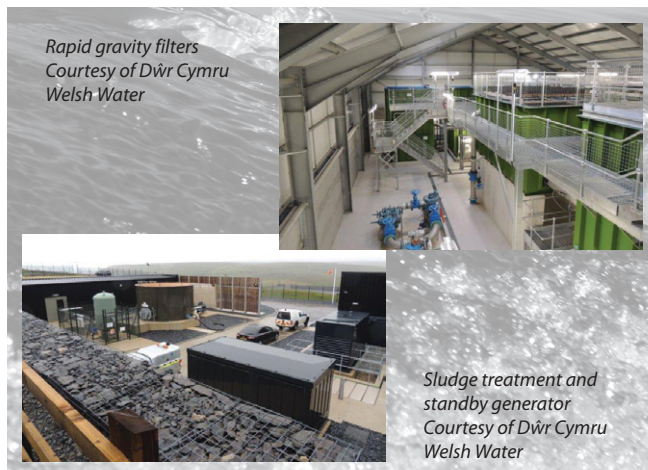 Rapid gravity filters
Courtesy of Dŵr Cymru
Welsh Water
Sludge treatment and
standby generator
Courtesy of Dŵr Cymru
Welsh Water